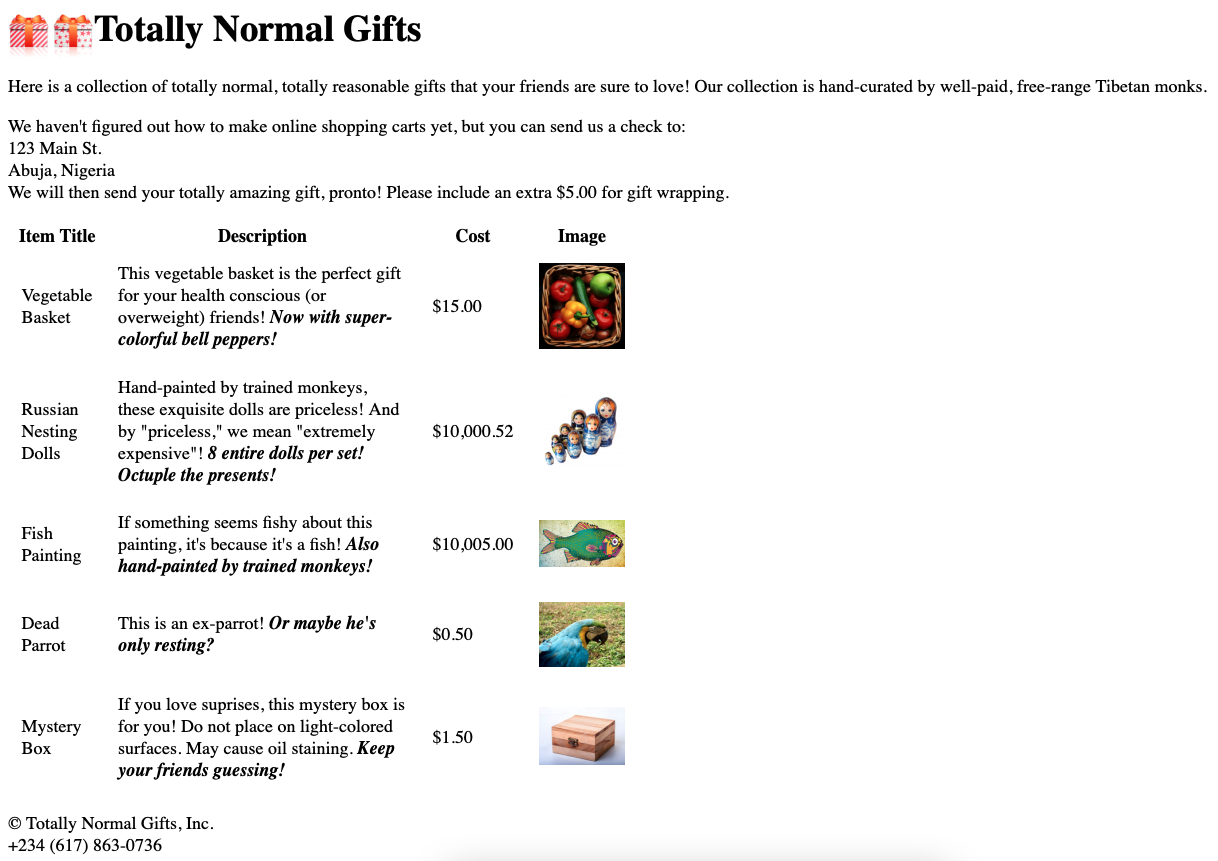 Totally Normal Gifts
Here is a collection of totally normal, totally reasonable gifts that your friends are sure to love! Our collection is hand-curated by well-paid, free-range Tibetan monks.
We haven't figured out how to make online shopping carts yet, but you can send us a check to:
123 Main St.
Abuja, Nigeria
We will then send your totally amazing gift, pronto! Please include an extra $5.00 for gift wrapping.
Item Title Description Cost Image
Vegetable
Basket
This vegetable basket is the perfect gift
for your health conscious (or
overweight) friends! Now with super-
colorful bell peppers!
$15.00
Russian
Nesting
Dolls
Hand-painted by trained monkeys,
these exquisite dolls are priceless! And
by "priceless," we mean "extremely
expensive"! 8 entire dolls per set!
Octuple the presents!
$10,000.52
Fish
Painting
If something seems fishy about this
painting, it's because it's a fish! Also
hand-painted by trained monkeys!
$10,005.00
Dead
Parrot
This is an ex-parrot! Or maybe he's
only resting?
$0.50
Mystery
Box
If you love suprises, this mystery box is
for you! Do not place on light-colored
surfaces. May cause oil staining. Keep
your friends guessing!
$1.50
© Totally Normal Gifts, Inc.
+234 (617) 863-0736